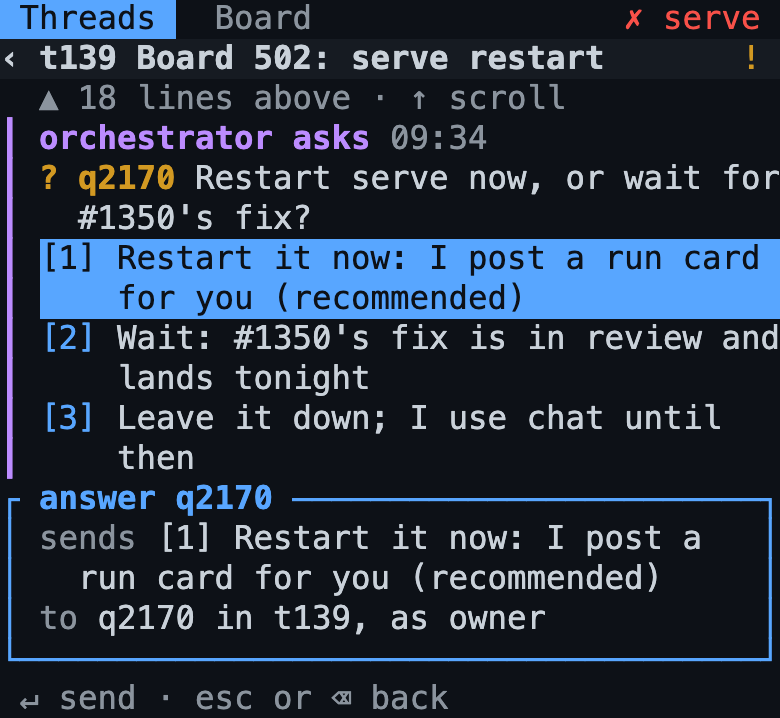 Threads Board ✗ serve
‹ t139 Board 502: serve restart !
▲ 18 lines above · ↑ scroll
orchestrator asks 09:34
? q2170 Restart serve now, or wait for
#1350's fix?
[1] Restart it now: I post a run card
for you (recommended)
[2] Wait: #1350's fix is in review and
lands tonight
[3] Leave it down; I use chat until
then
answer q2170
sends [1] Restart it now: I post a
run card for you (recommended)
to q2170 in t139, as owner
↵ send · esc or ⌫ back